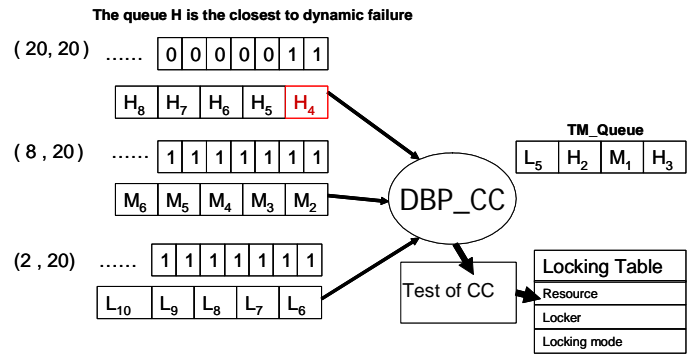 The queue H is the closest to dynamic failure
( 20, 20 ) ...... 0 0 0 0 0 1 1
H8 H7 H6 H5 H4
( 8 , 20) ...... 1 1 1 1 1 1 1
M6 M5 M4 M3 M2
(2 , 20) ...... 1 1 1 1 1 1 1
L10 L9 L8 L7 L6
DBP_CC
TM_Queue
L5 H2 M1 H3
Test of CC
Locking Table
Resource
Locker
Locking mode